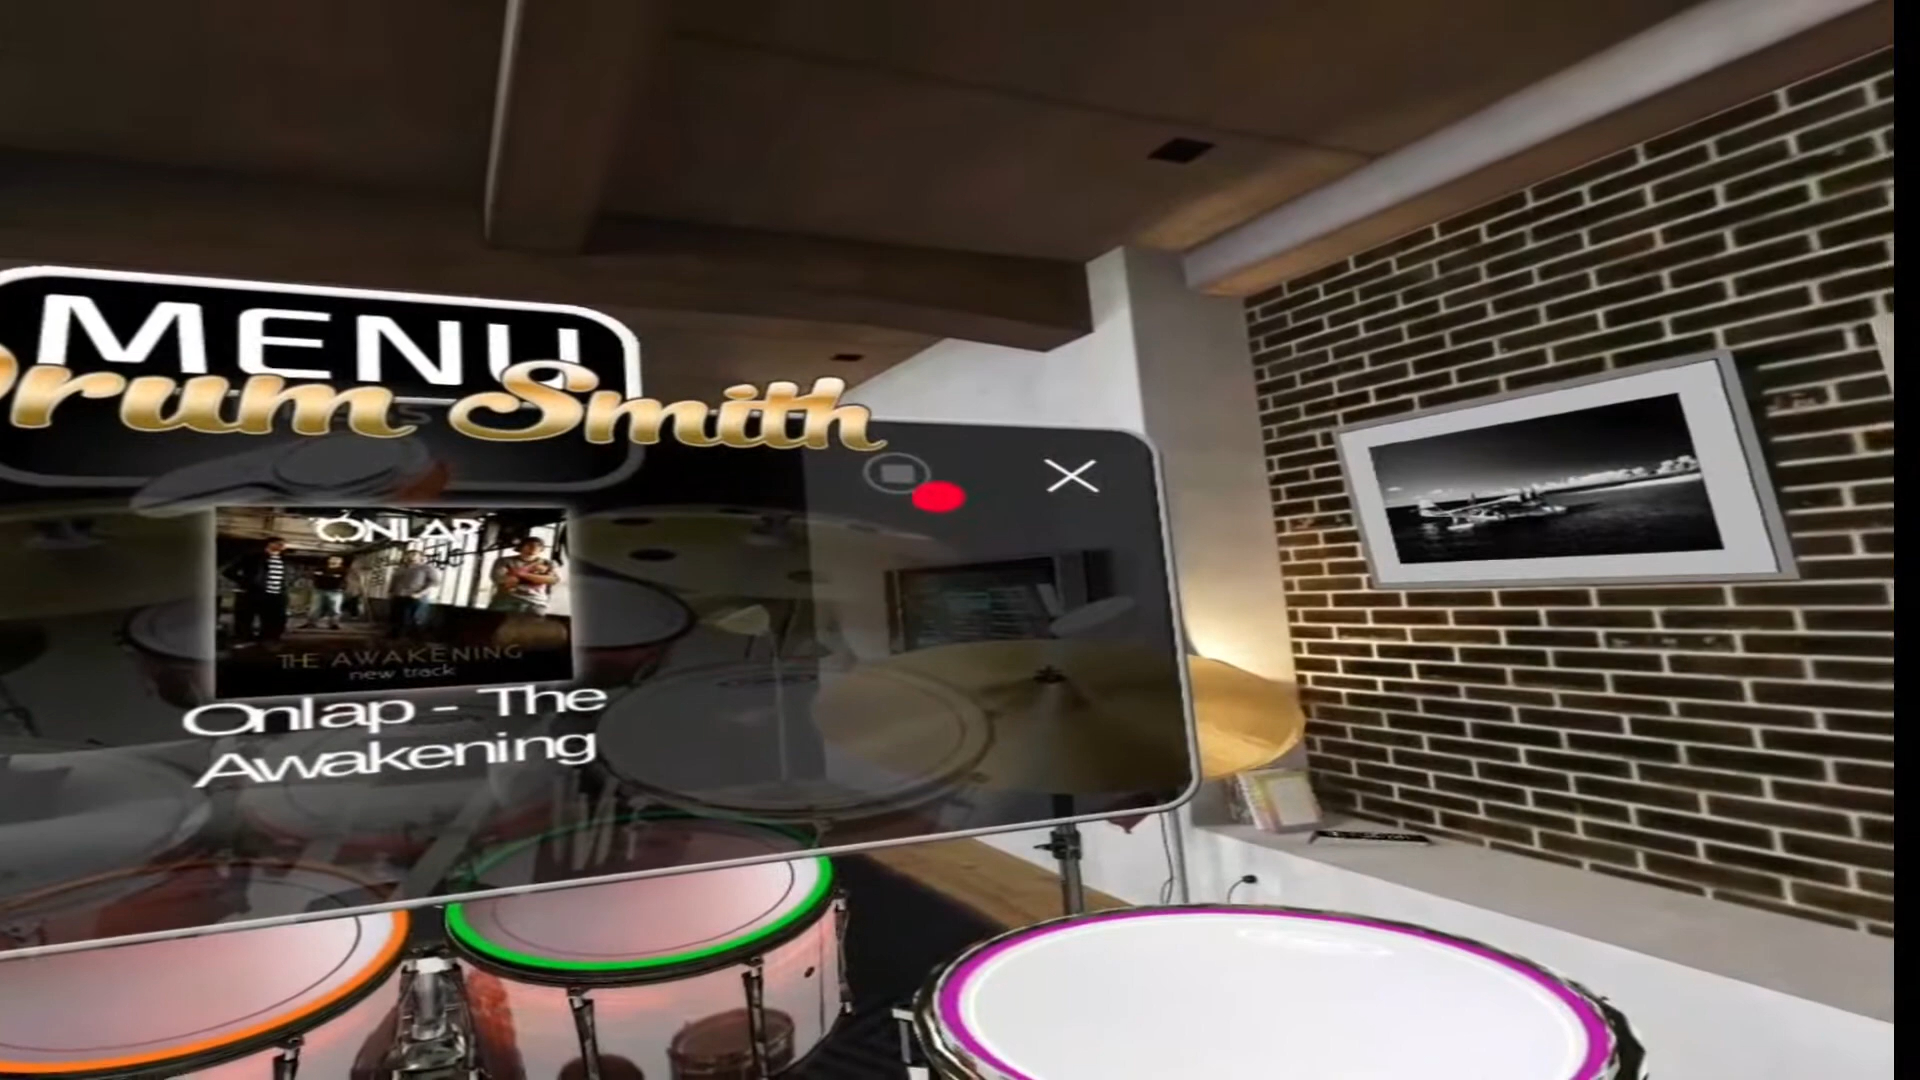 MENU
Drum Smith
ONLAP
THE AWAKENING
new track
Onlap - The
Awakening